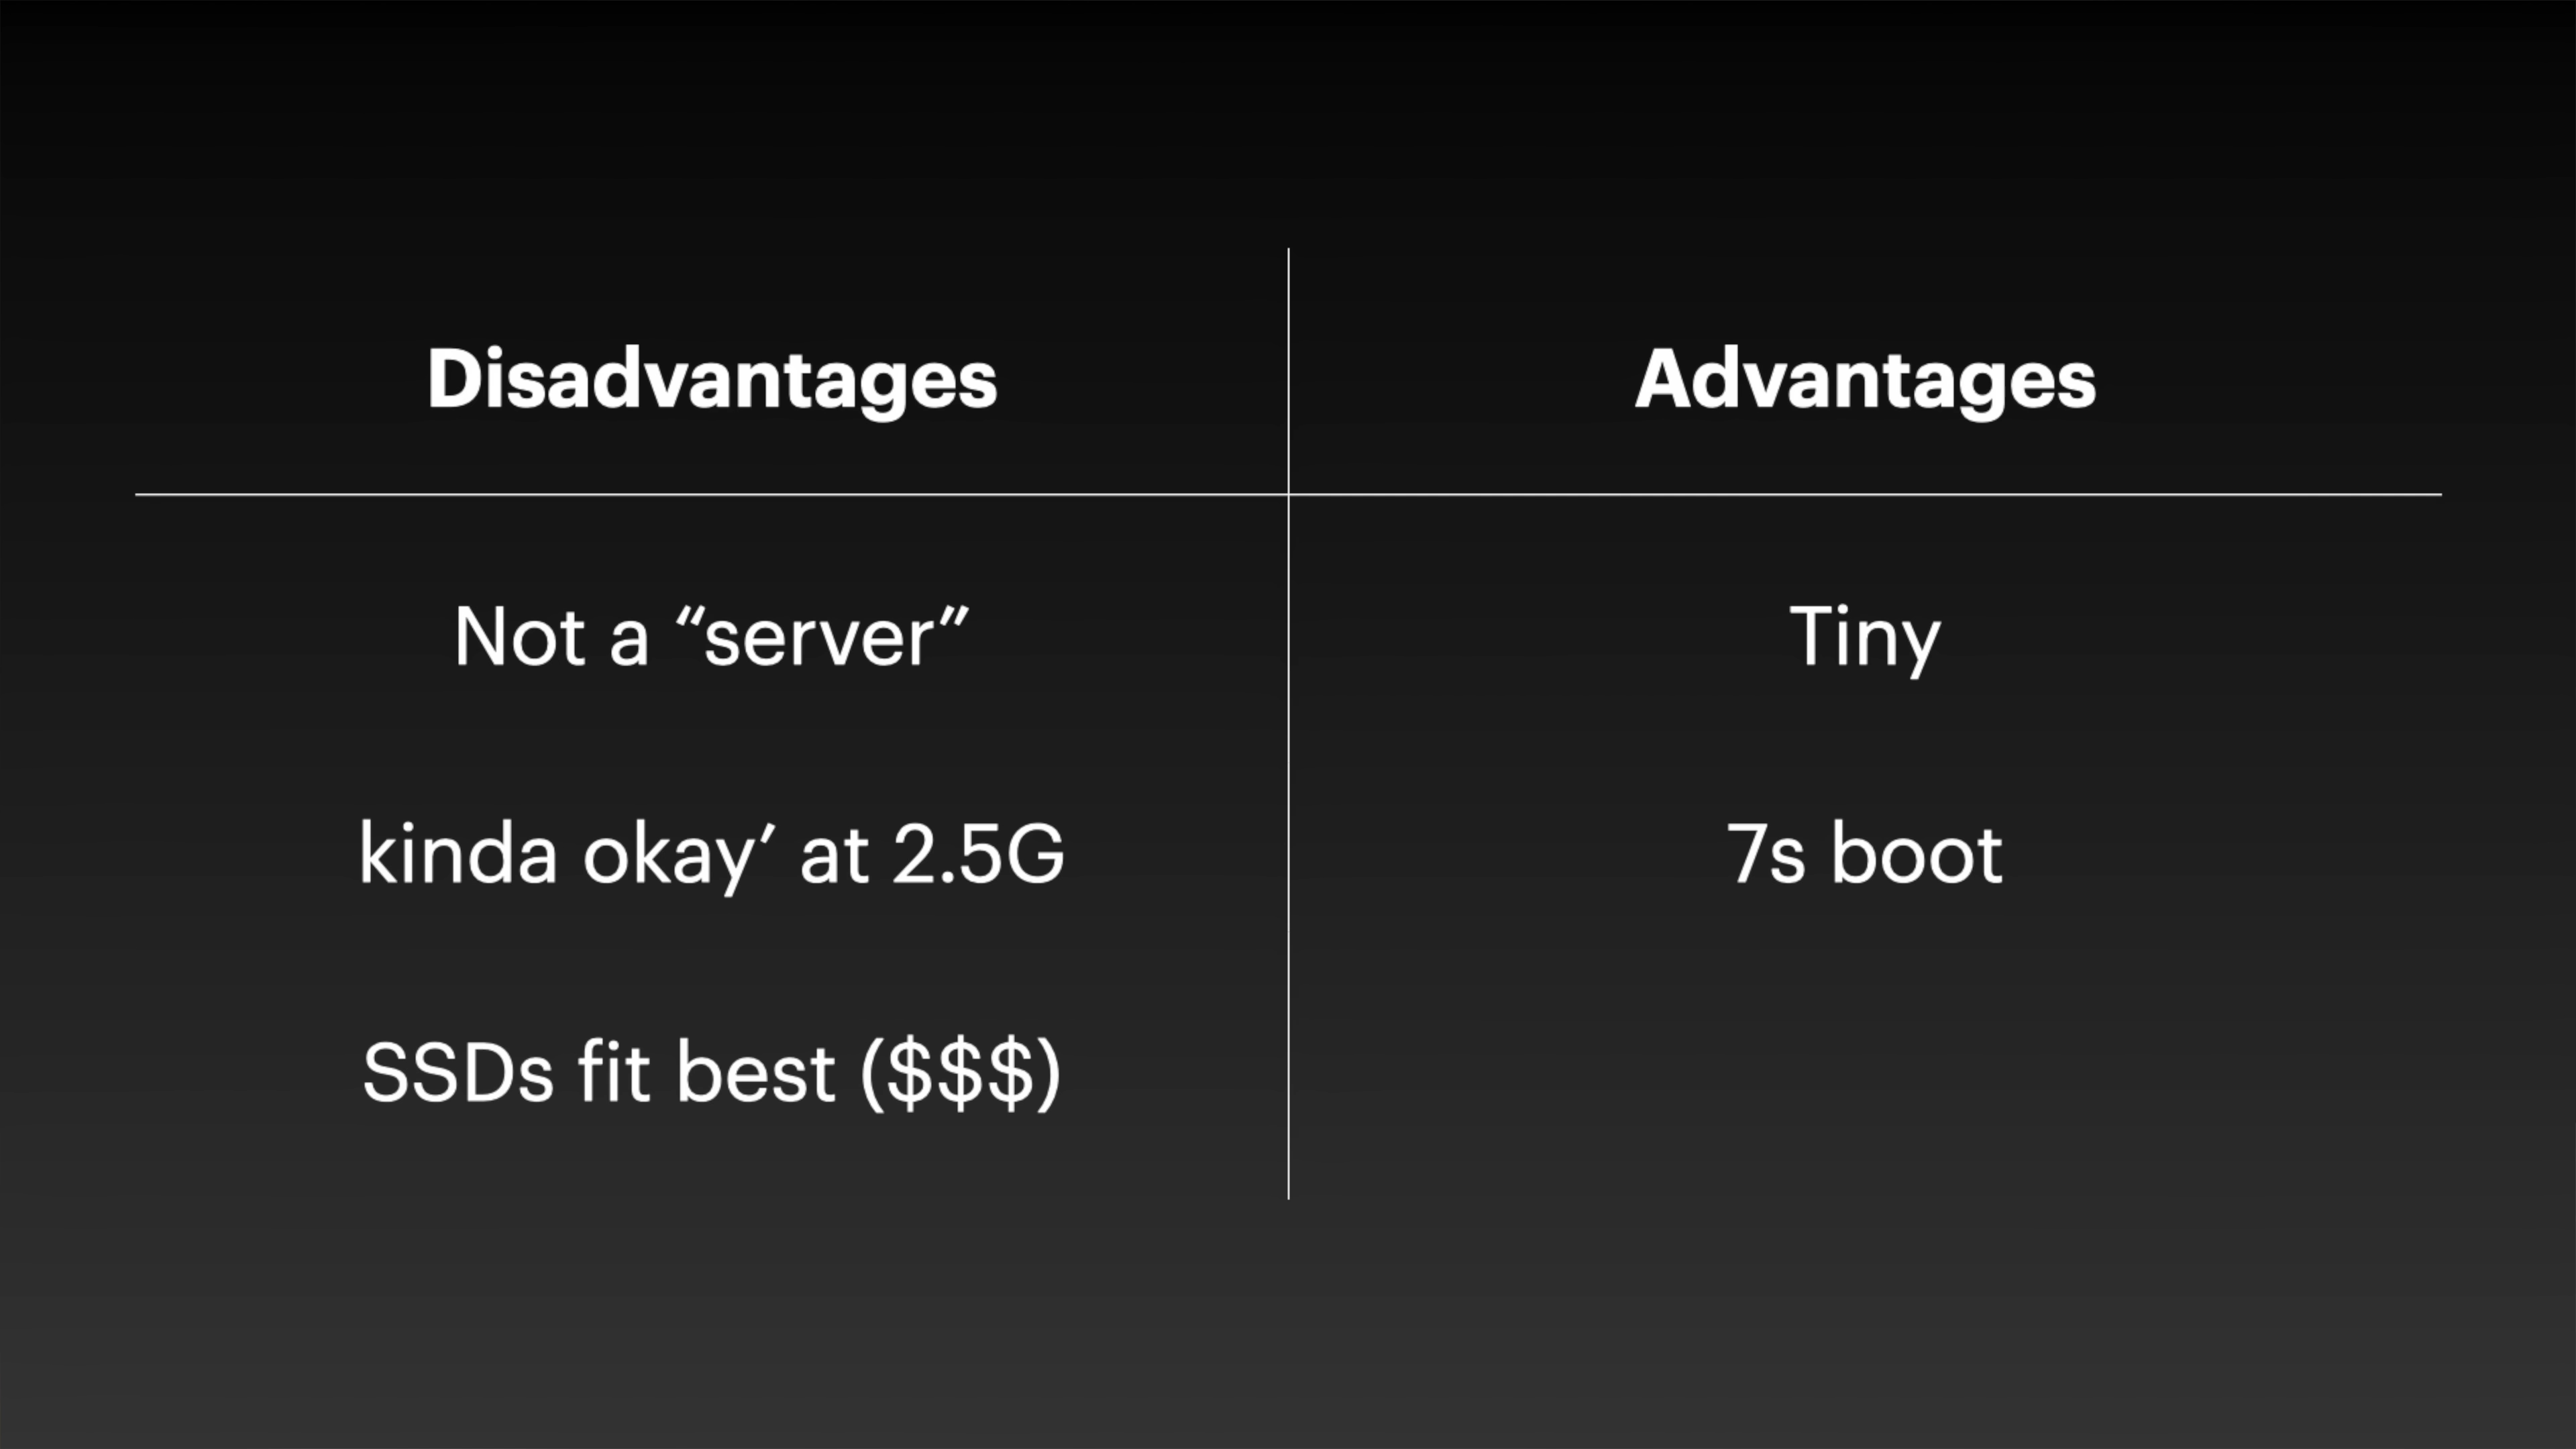 Disadvantages
Advantages
Not a “server”
Tiny
kinda okay’ at 2.5G
7s boot
SSDs fit best ($$$)